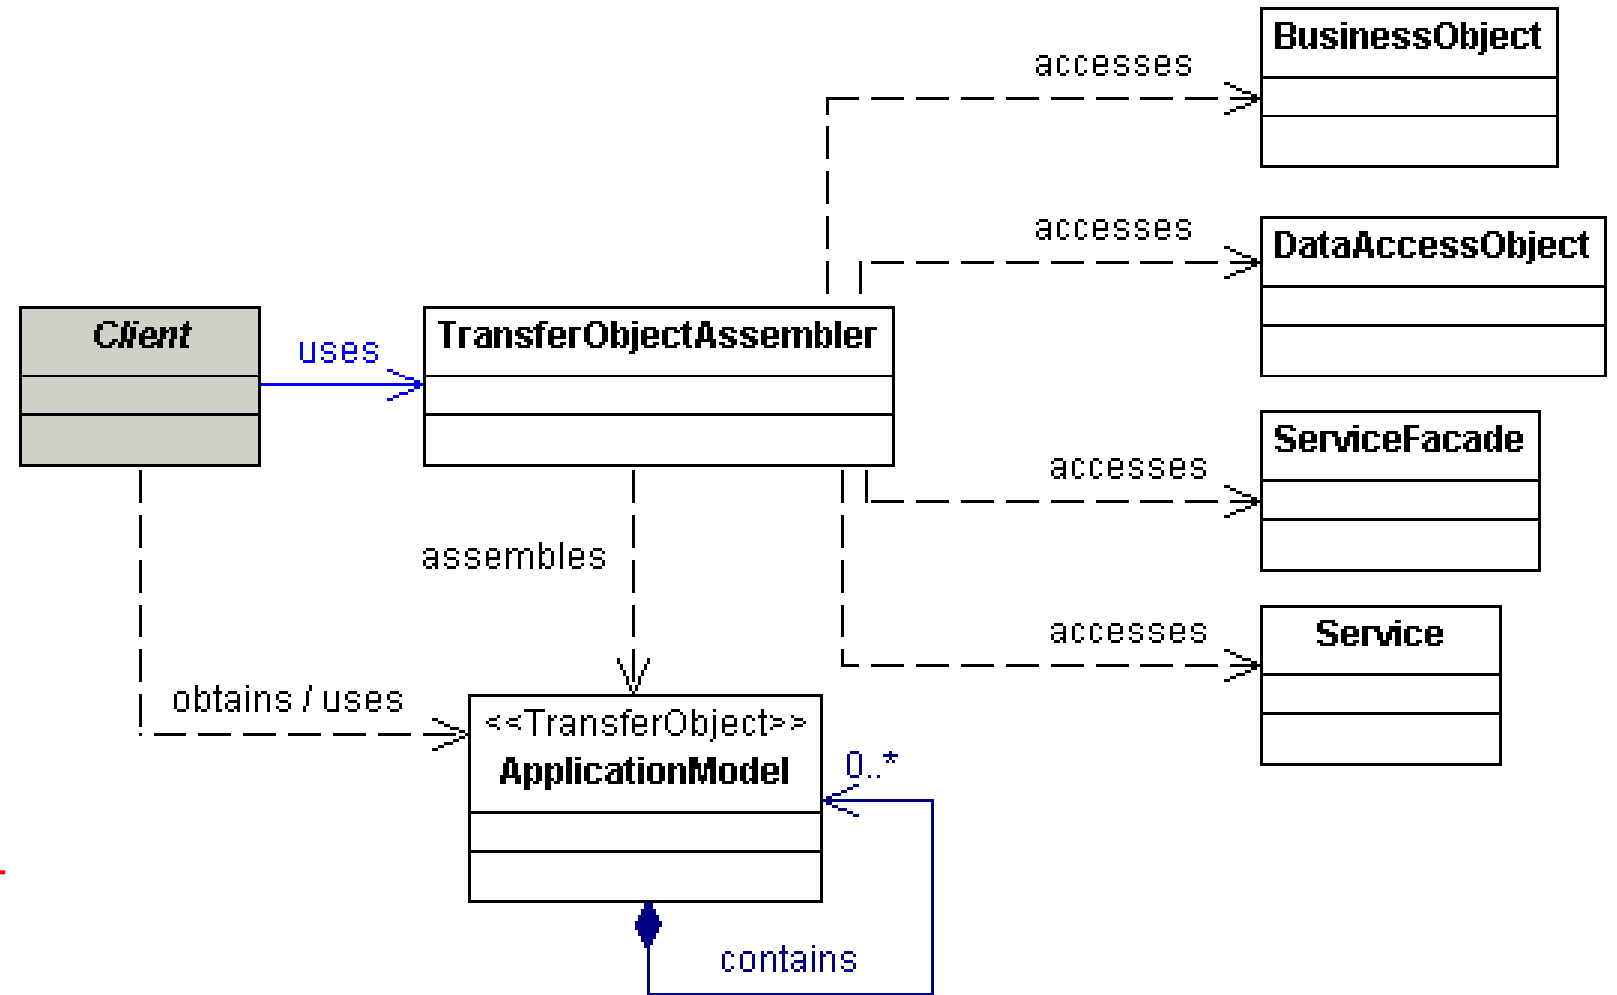 BusinessObject
accesses
accesses
DataAccessObject
Client
uses
TransferObjectAssembler
ServiceFacade
accesses
assembles
accesses
Service
obtains / uses
<<TransferObject>>
ApplicationModel
0..*
contains